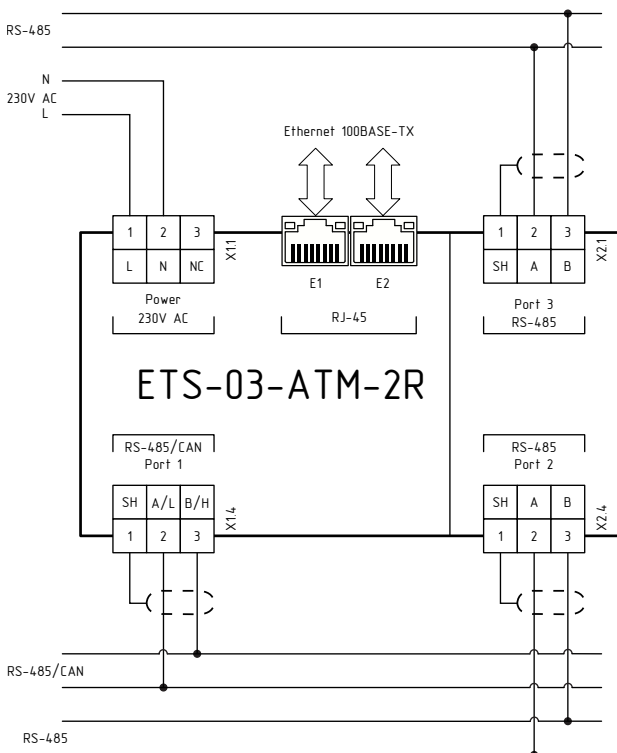 RS-485
N
230V AC
L
Ethernet 100BASE-TX
1 2 3
L N NC
X1.1
Power
230V AC
E1 E2
RJ-45
1 2 3
SH A B
X2.1
Port 3
RS-485
ETS-03-ATM-2R
RS-485/CAN
Port 1
SH A/L B/H
1 2 3
X1.4
RS-485
Port 2
SH A B
1 2 3
X2.4
RS-485/CAN
RS-485